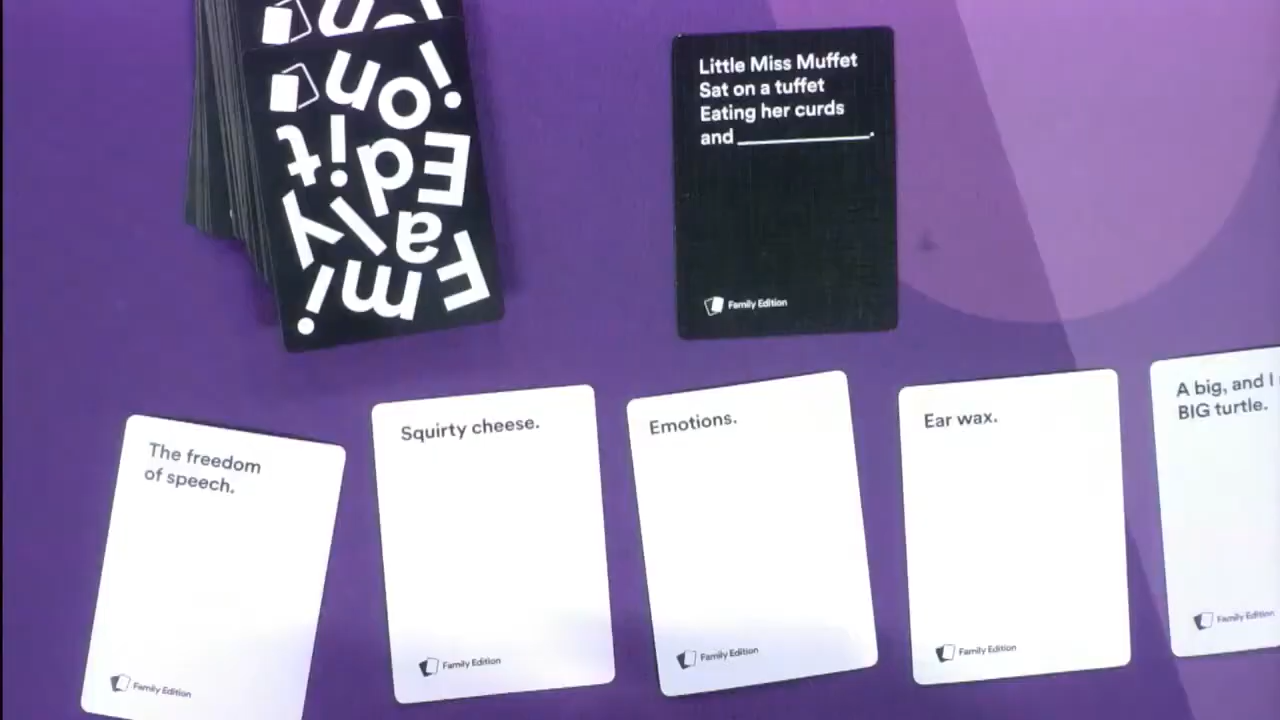 Family Edition
Little Miss Muffet
Sat on a tuffet
Eating her curds
and ____________.
Family Edition
The freedom
of speech.
Family Edition
Squirty cheese.
Family Edition
Emotions.
Family Edition
Ear wax.
Family Edition
A big, and I
BIG turtle.
Family Edition